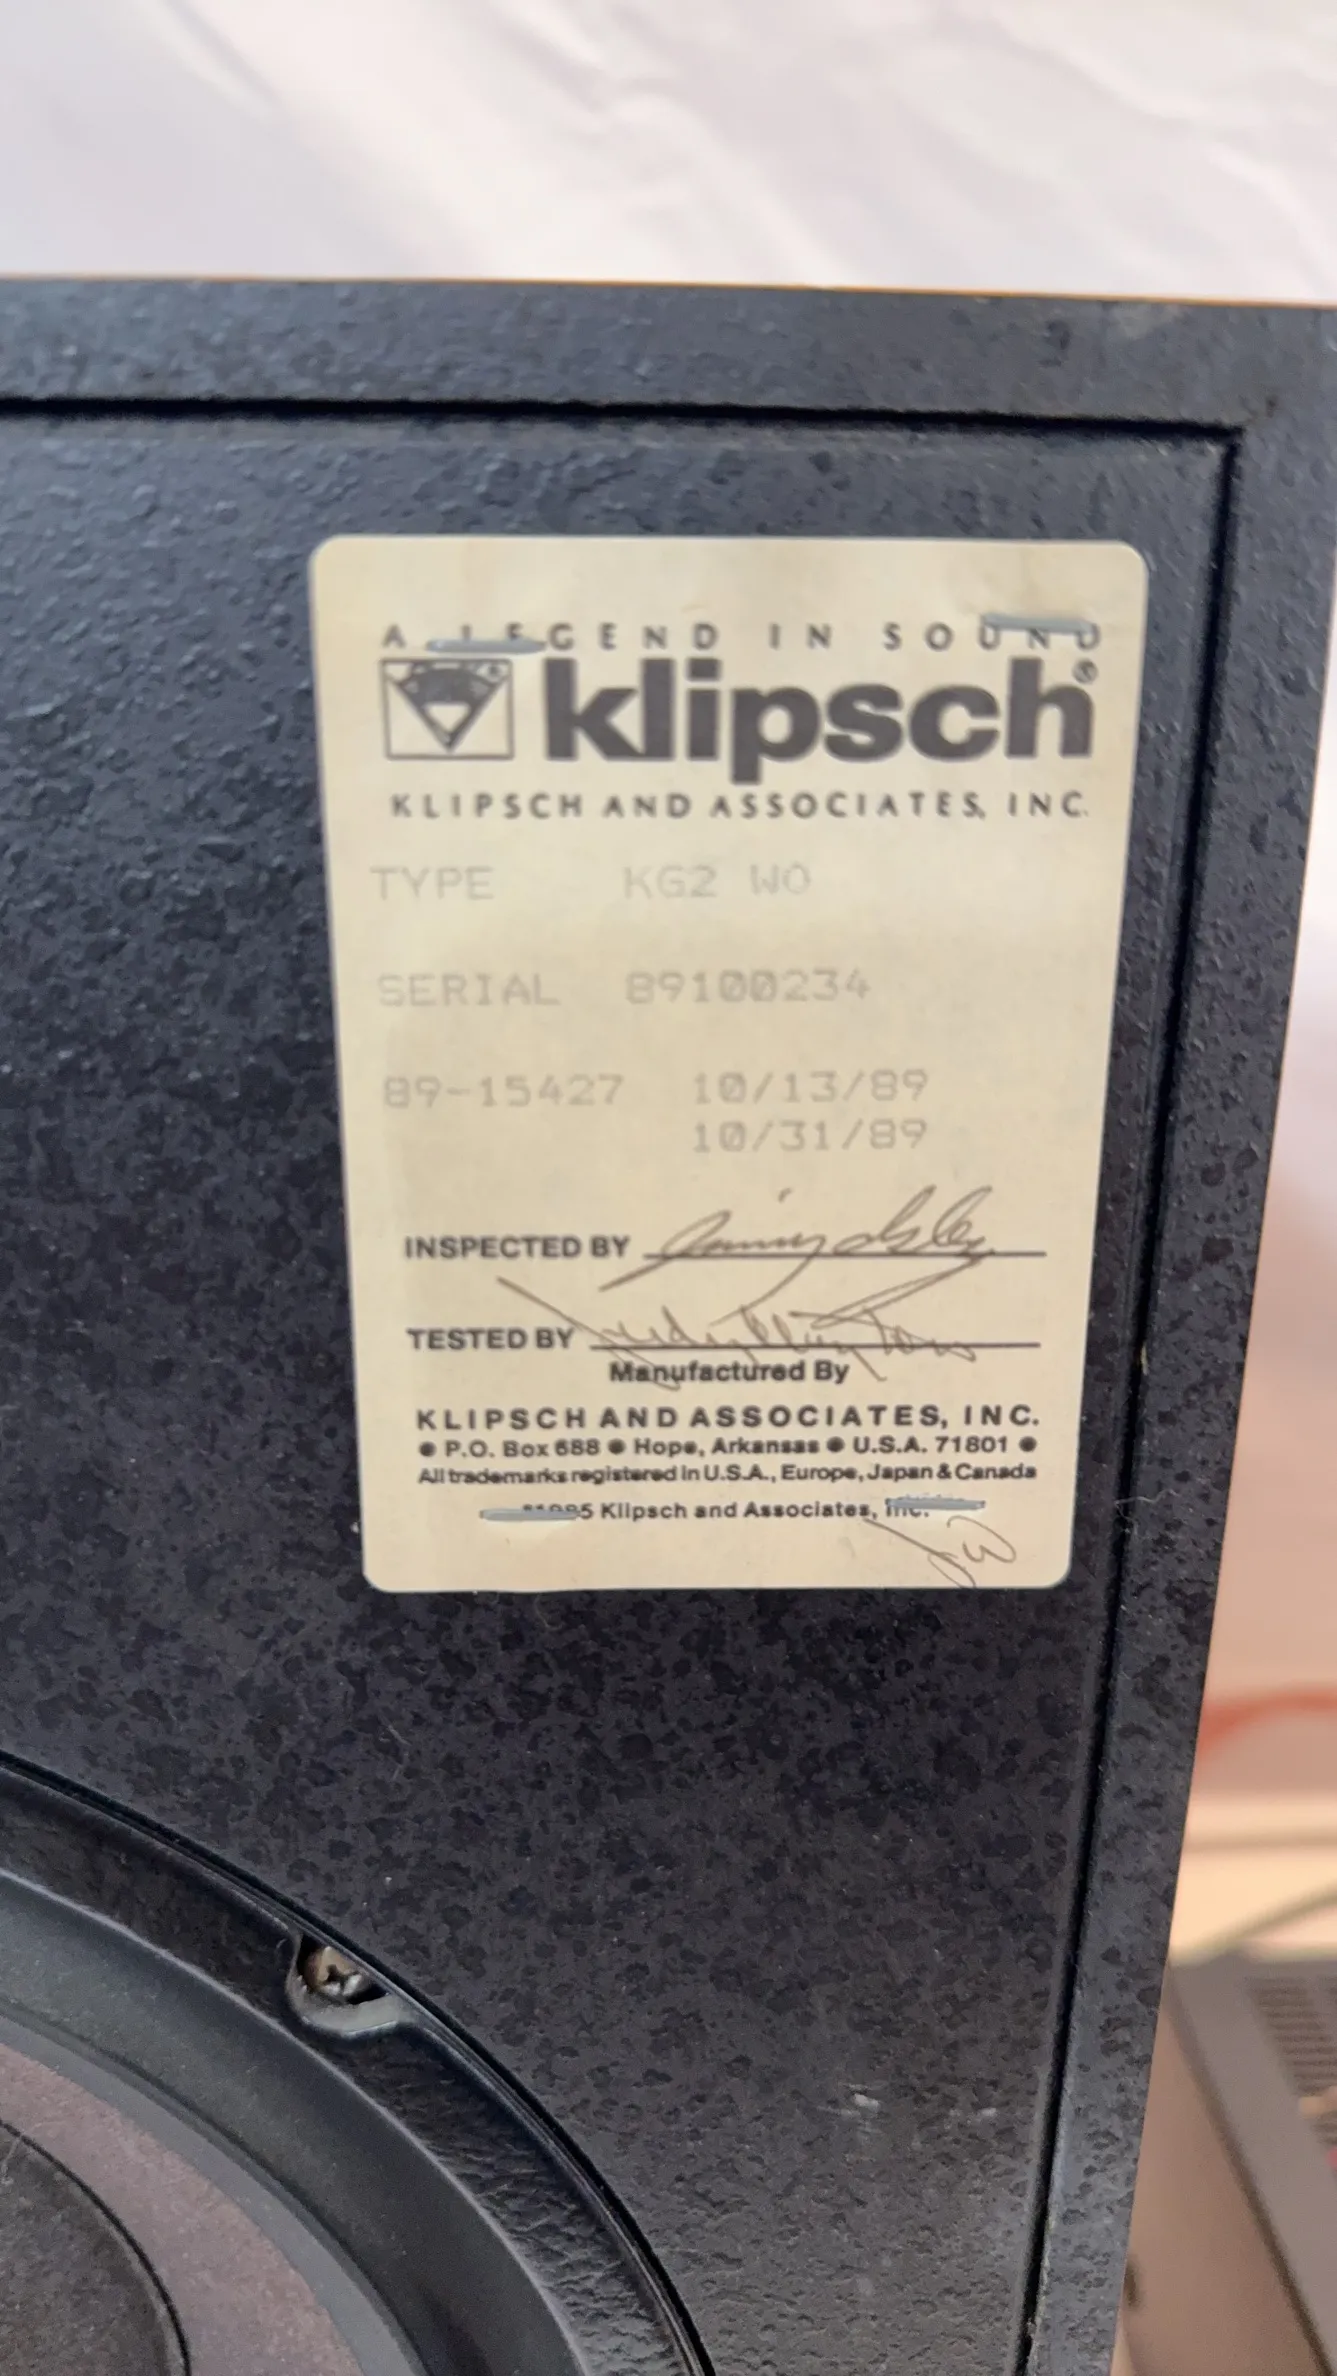 A LEGEND IN SOUND
klipsch®
KLIPSCH AND ASSOCIATES, INC.
TYPE KG2 WO
SERIAL 89100234
89-15427 10/13/89
10/31/89
INSPECTED BY
TESTED BY
Manufactured By
KLIPSCH AND ASSOCIATES, INC.
● P.O. Box 688 ● Hope, Arkansas ● U.S.A. 71801 ●
All trademarks registered in U.S.A., Europe, Japan & Canada
1985 Klipsch and Associates, Inc.